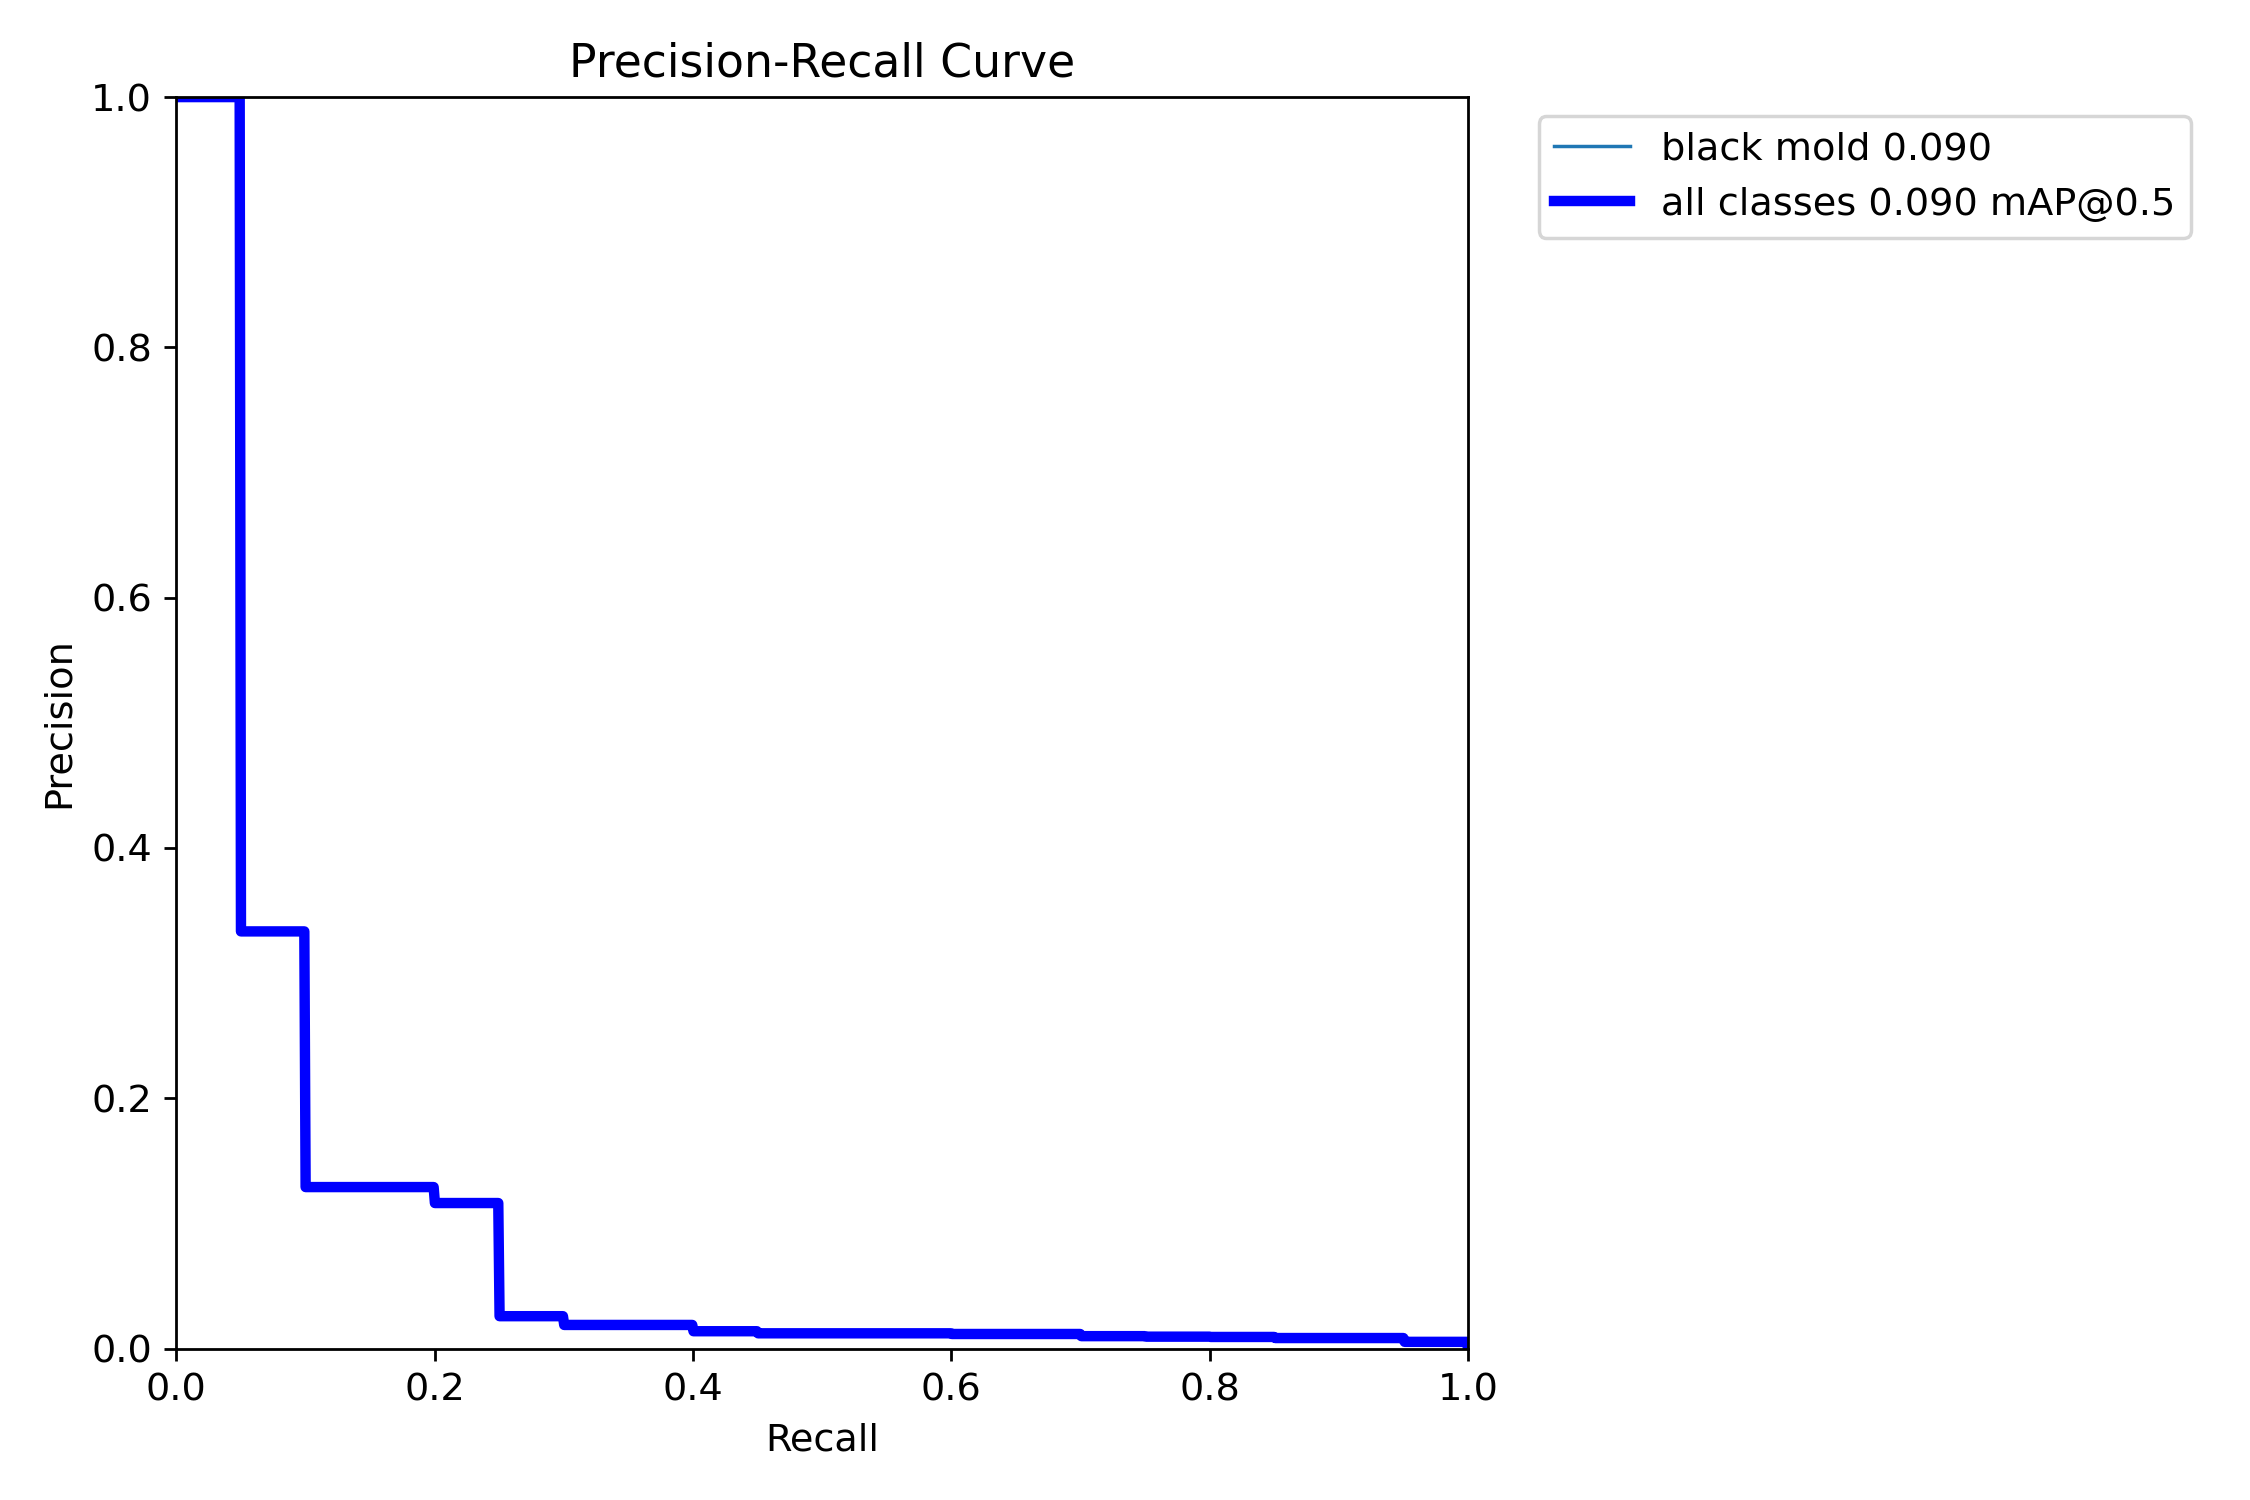 Precision-Recall Curve
1.0
0.8
0.6
0.4
0.2
0.0
Precision
0.0 0.2 0.4 0.6 0.8 1.0
Recall
black mold 0.090
all classes 0.090 mAP@0.5